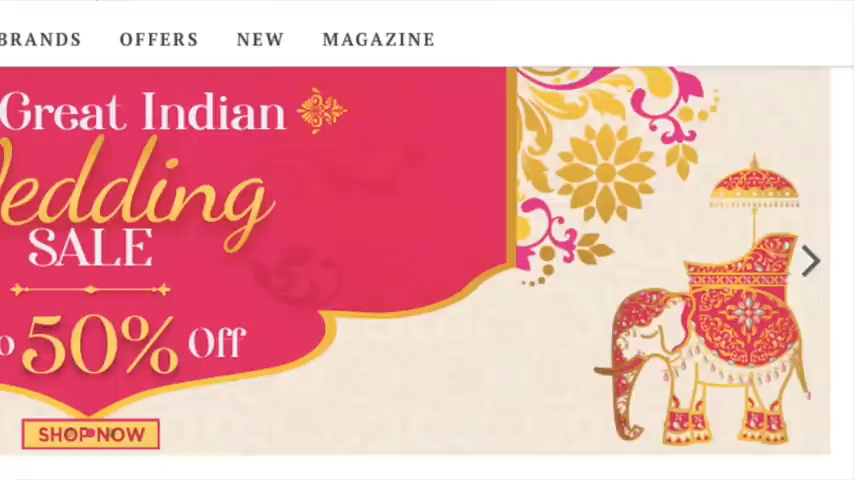 BRANDS OFFERS NEW MAGAZINE
Great Indian
edding
SALE
o 50% Off
SHOP NOW